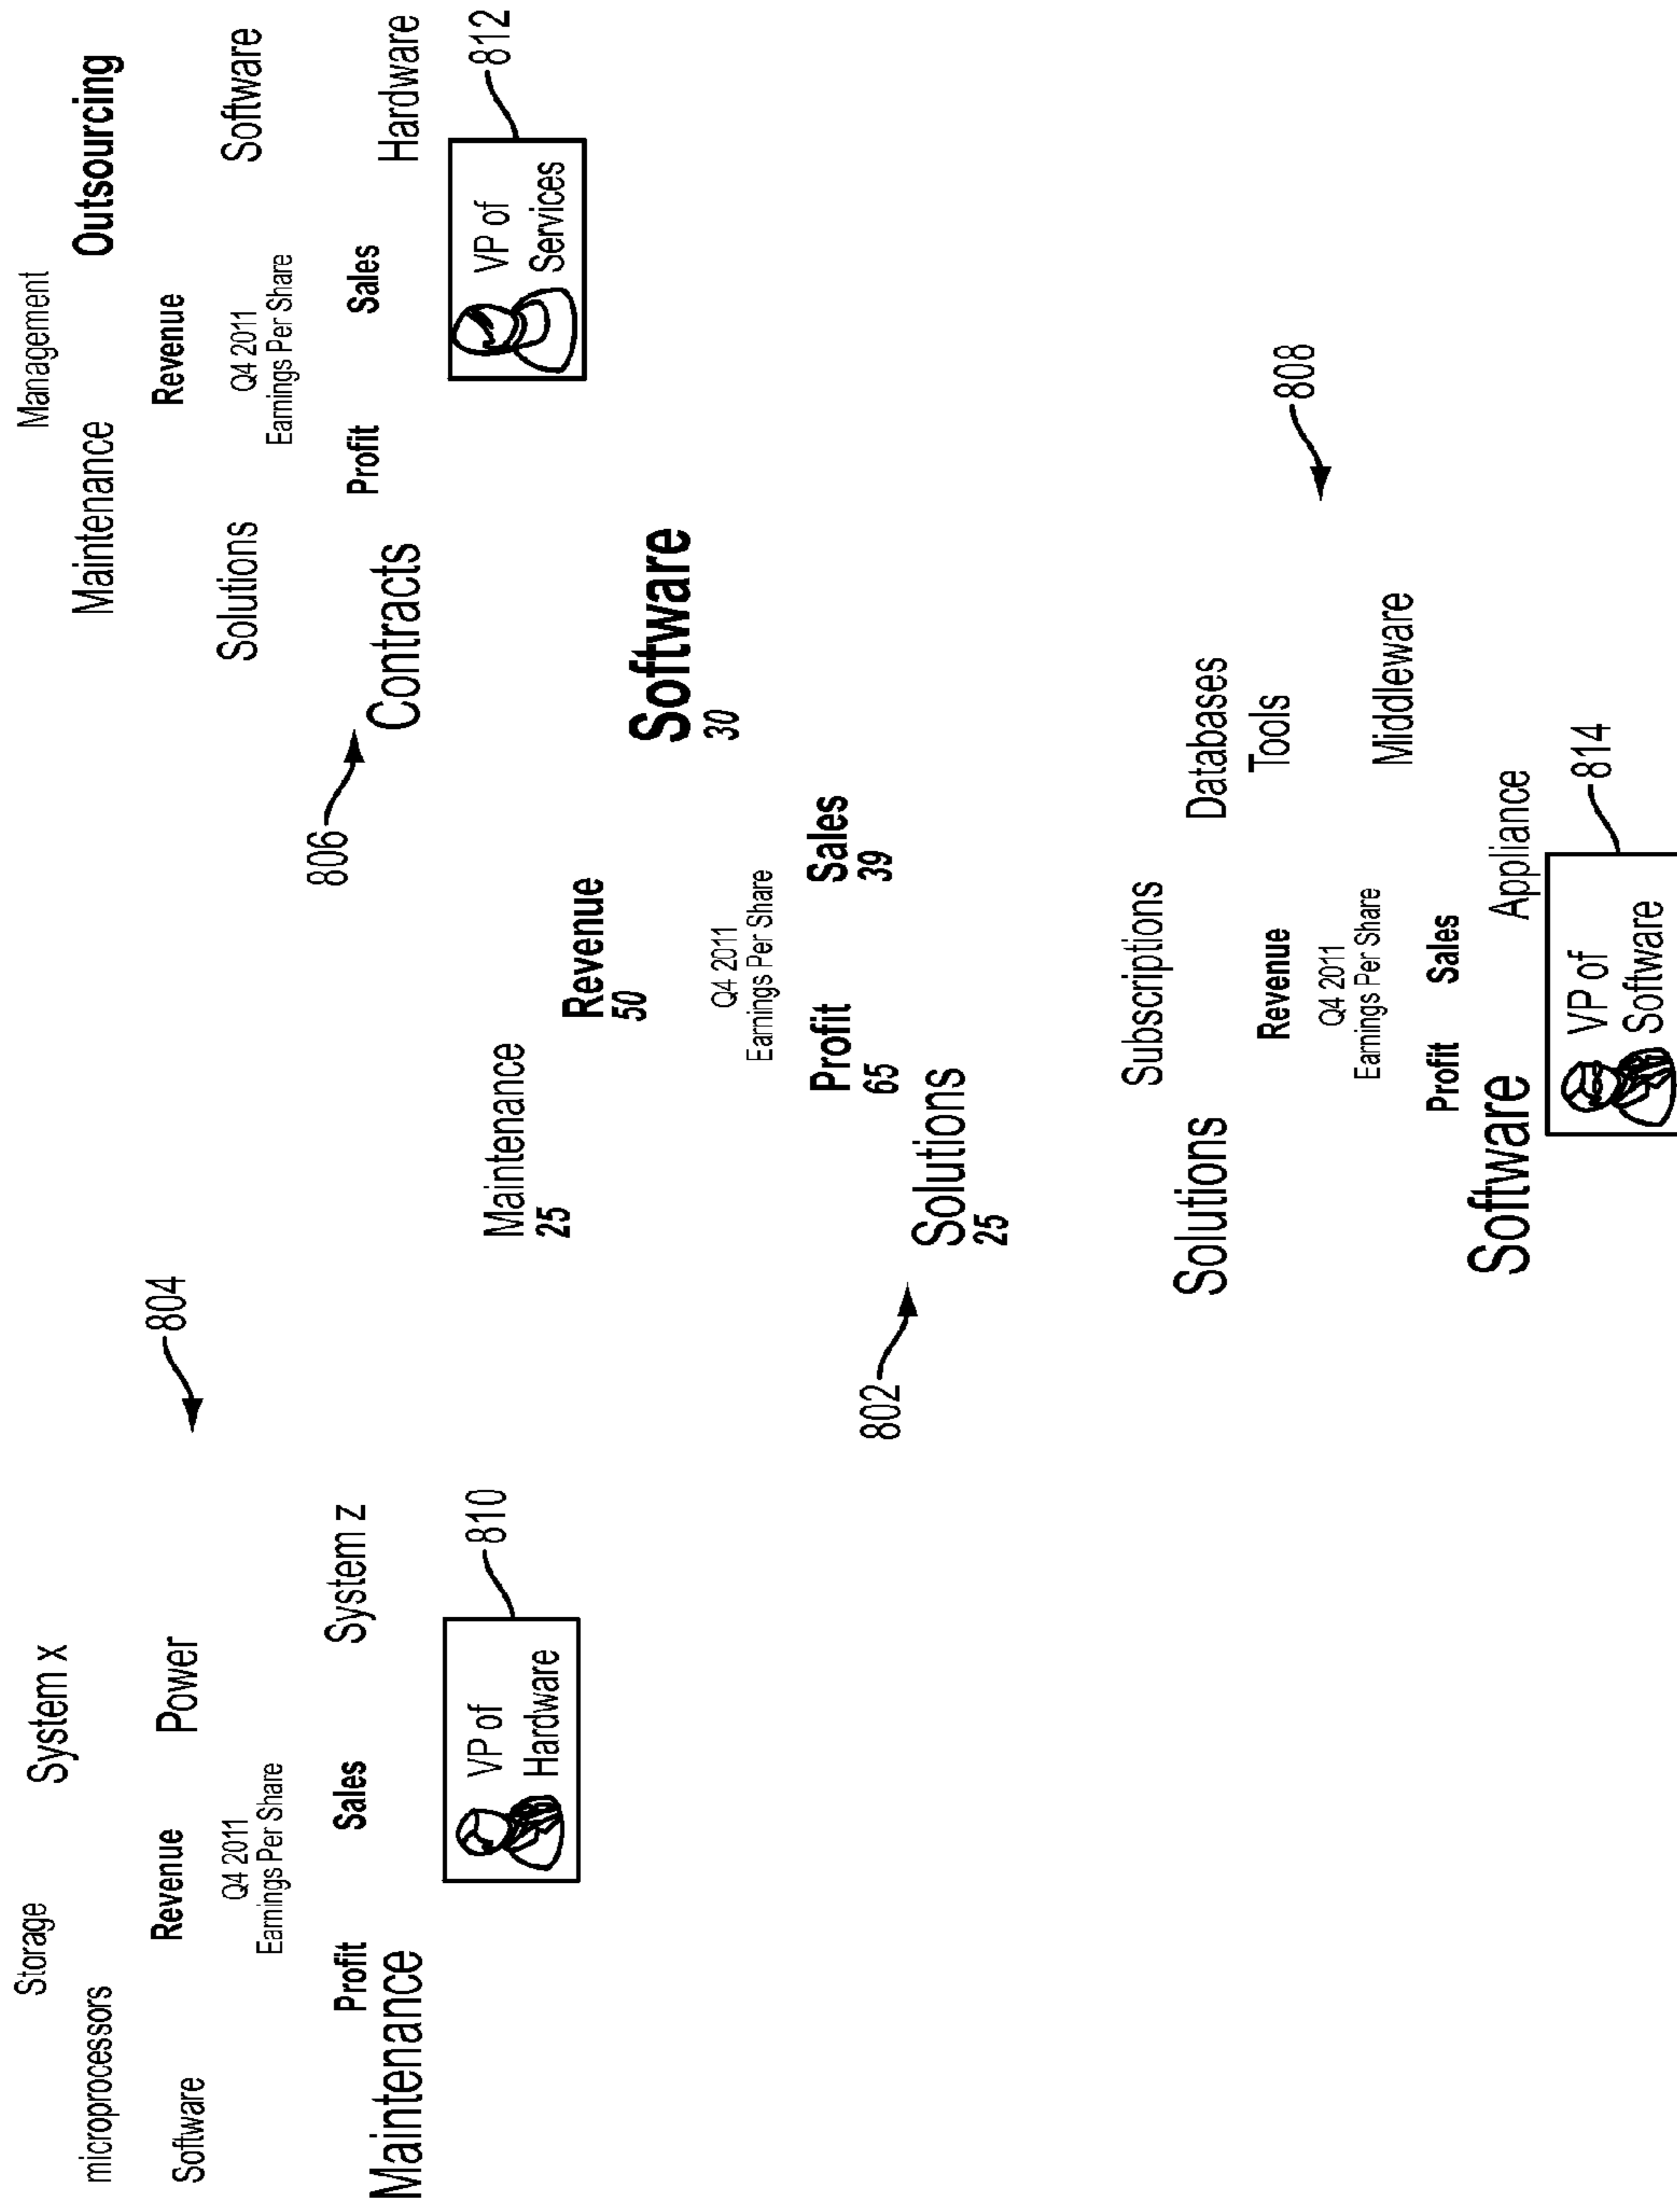 Storage
System x
microprocessors
Software
Revenue
Power
Q4 2011
Earnings Per Share
Profit
Sales
System z
Maintenance
VP of
Hardware
810
804
Management
Maintenance
Outsourcing
Revenue
Solutions
Q4 2011
Earnings Per Share
Software
Profit
Sales
Contracts
Hardware
VP of
Services
812
806
Maintenance
25
Revenue
50
Software
30
Q4 2011
Earnings Per Share
Profit
65
Sales
39
Solutions
25
802
Subscriptions
Solutions
Databases
Revenue
Tools
Q4 2011
Earnings Per Share
Middleware
Profit
Sales
Software
Appliance
VP of
Software
814
808